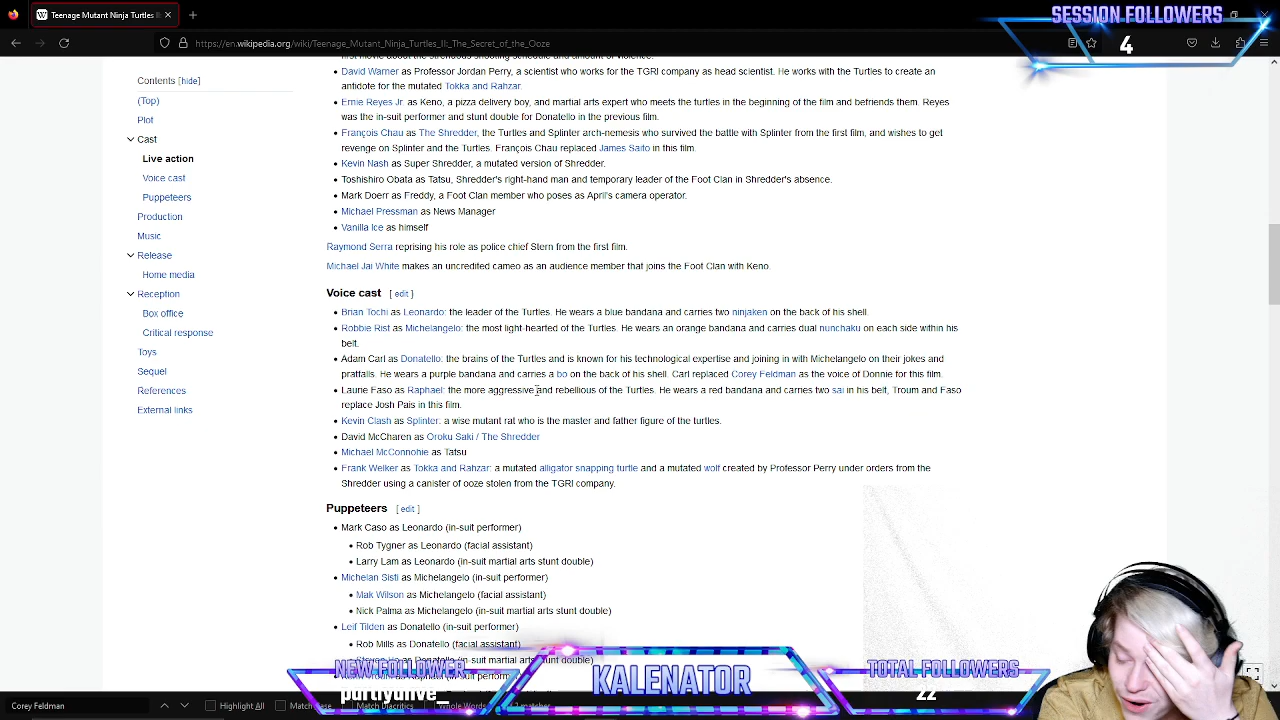 Teenage Mutant Ninja Turtles II
SESSION FOLLOWERS
4
https://en.wikipedia.org/wiki/Teenage_Mutant_Ninja_Turtles_II:_The_Secret_of_the_Ooze
Contents [hide]
(Top)
Plot
Cast
Live action
Voice cast
Puppeteers
Production
Music
Release
Home media
Reception
Box office
Critical response
Toys
Sequel
References
External links
• David Warner as Professor Jordan Perry, a scientist who works for the TGRI company as head scientist. He works with the Turtles to create an
antidote for the mutated Tokka and Rahzar.
• Ernie Reyes Jr. as Keno, a pizza delivery boy, and martial arts expert who meets the turtles in the beginning of the film and befriends them. Reyes
was the in-suit performer and stunt double for Donatello in the previous film.
• François Chau as The Shredder, the Turtles and Splinter arch-nemesis who survived the battle with Splinter from the first film, and wishes to get
revenge on Splinter and the Turtles. François Chau replaced James Saito in this film.
• Kevin Nash as Super Shredder, a mutated version of Shredder.
• Toshishiro Obata as Tatsu, Shredder's right-hand man and temporary leader of the Foot Clan in Shredder's absence.
• Mark Doerr as Freddy, a Foot Clan member who poses as April's camera operator.
• Michael Pressman as News Manager
• Vanilla Ice as himself
Raymond Serra reprising his role as police chief Stern from the first film.
Michael Jai White makes an uncredited cameo as an audience member that joins the Foot Clan with Keno.
Voice cast [ edit ]
• Brian Tochi as Leonardo: the leader of the Turtles. He wears a blue bandana and carries two ninjaken on the back of his shell.
• Robbie Rist as Michelangelo: the most light-hearted of the Turtles. He wears an orange bandana and carries dual nunchaku on each side within his
belt.
• Adam Carl as Donatello: the brains of the Turtles and is known for his technological expertise and joining in with Michelangelo on their jokes and
pratfalls. He wears a purple bandana and carries a bo on the back of his shell. Carl replaced Corey Feldman as the voice of Donnie for this film.
• Laurie Faso as Raphael: the more aggressive and rebellious of the Turtles. He wears a red bandana and carries two sai in his belt, Troum and Faso
replace Josh Pais in this film.
• Kevin Clash as Splinter: a wise mutant rat who is the master and father figure of the turtles.
• David McCharen as Oroku Saki / The Shredder
• Michael McConnohie as Tatsu
• Frank Welker as Tokka and Rahzar: a mutated alligator snapping turtle and a mutated wolf created by Professor Perry under orders from the
Shredder using a canister of ooze stolen from the TGRI company.
Puppeteers [ edit ]
• Mark Caso as Leonardo (in-suit performer)
• Rob Tygner as Leonardo (facial assistant)
• Larry Lam as Leonardo (in-suit martial arts stunt double)
• Michelan Sisti as Michelangelo (in-suit performer)
• Mak Wilson as Michelangelo (facial assistant)
• Nick Palma as Michelangelo (in-suit martial arts stunt double)
• Leif Tilden as Donatello (in-suit performer)
• Rob Mills as Donatello (facial assistant)
NEW FOLLOWER
KALENATOR
TOTAL FOLLOWERS
22
Corey Feldman
Highlight All